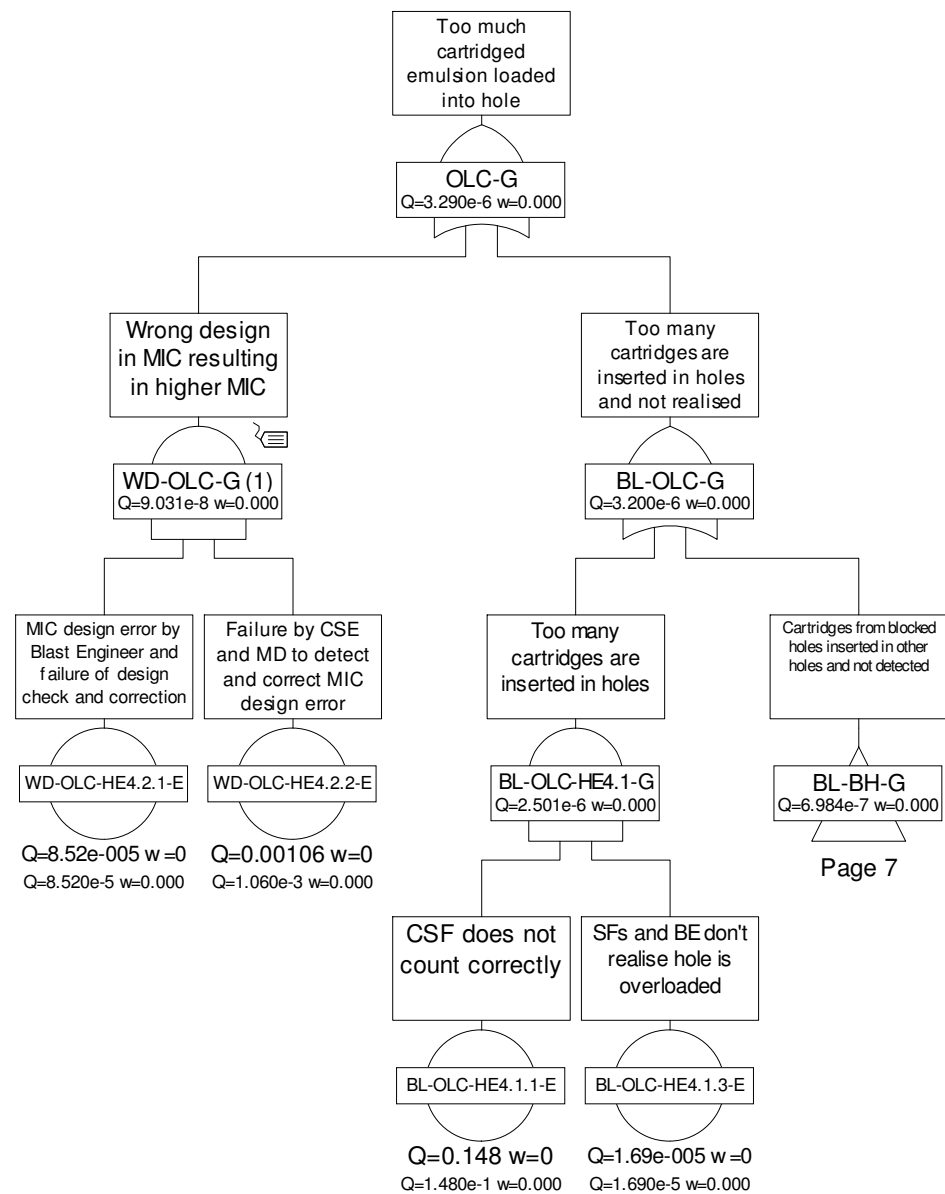 Too much
cartridged
emulsion loaded
into hole
OLC-G
Q=3.290e-6 w=0.000
Wrong design
in MIC resulting
in higher MIC
WD-OLC-G (1)
Q=9.031e-8 w=0.000
Too many
cartridges are
inserted in holes
and not realised
BL-OLC-G
Q=3.200e-6 w=0.000
MIC design error by
Blast Engineer and
failure of design
check and correction
WD-OLC-HE4.2.1-E
Q=8.52e-005 w=0
Q=8.520e-5 w=0.000
Failure by CSE
and MD to detect
and correct MIC
design error
WD-OLC-HE4.2.2-E
Q=0.00106 w=0
Q=1.060e-3 w=0.000
Too many
cartridges are
inserted in holes
BL-OLC-HE4.1-G
Q=2.501e-6 w=0.000
Cartridges from blocked
holes inserted in other
holes and not detected
BL-BH-G
Q=6.984e-7 w=0.000
Page 7
CSF does not
count correctly
BL-OLC-HE4.1.1-E
Q=0.148 w=0
Q=1.480e-1 w=0.000
SFs and BE don't
realise hole is
overloaded
BL-OLC-HE4.1.3-E
Q=1.69e-005 w=0
Q=1.690e-5 w=0.000